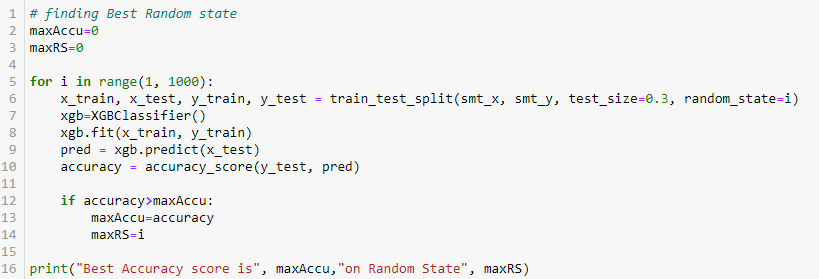 1 # finding Best Random state
2 maxAccu=0
3 maxRS=0
4
5 for i in range(1, 1000):
6     x_train, x_test, y_train, y_test = train_test_split(smt_x, smt_y, test_size=0.3, random_state=i)
7     xgb=XGBClassifier()
8     xgb.fit(x_train, y_train)
9     pred = xgb.predict(x_test)
10     accuracy = accuracy_score(y_test, pred)
11
12     if accuracy>maxAccu:
13         maxAccu=accuracy
14         maxRS=i
15
16 print("Best Accuracy score is", maxAccu,"on Random State", maxRS)